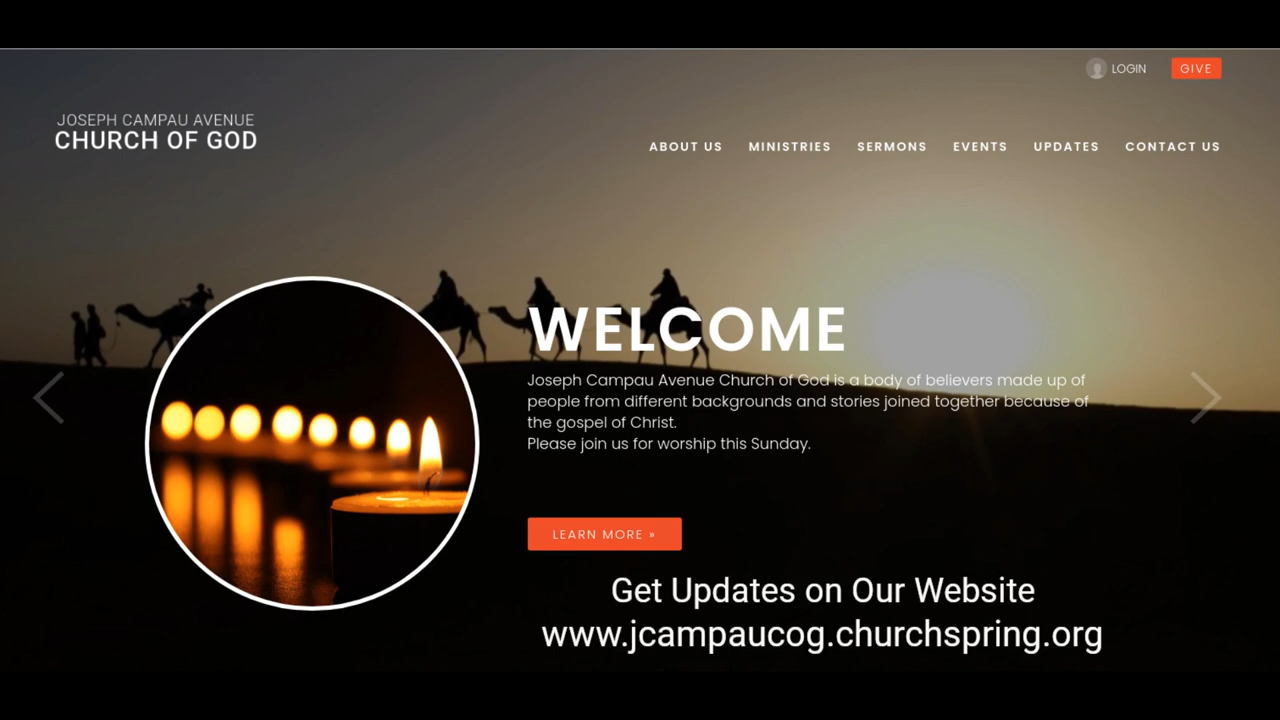 LOGIN
GIVE
JOSEPH CAMPAU AVENUE
CHURCH OF GOD
ABOUT US
MINISTRIES
SERMONS
EVENTS
UPDATES
CONTACT US
WELCOME
Joseph Campau Avenue Church of God is a body of believers made up of
people from different backgrounds and stories joined together because of
the gospel of Christ.
Please join us for worship this Sunday.
LEARN MORE »
Get Updates on Our Website
www.jcampaucog.churchspring.org